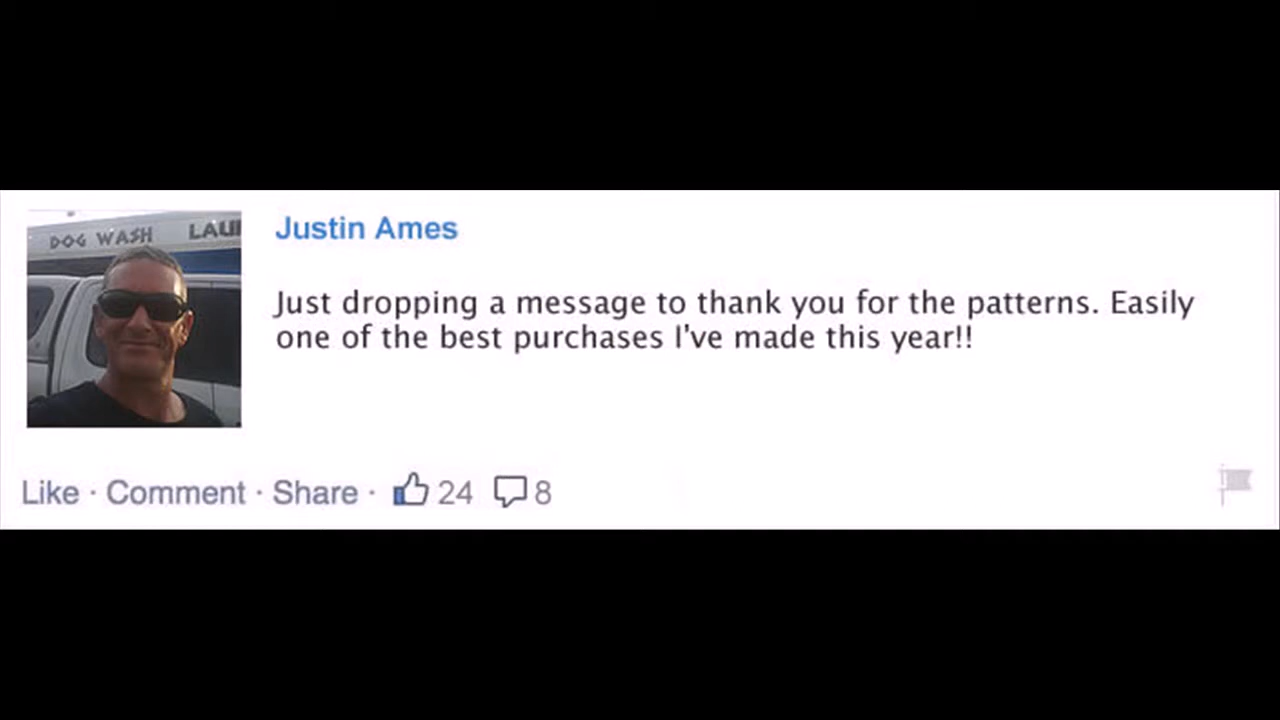 DOG WASH
Justin Ames
Just dropping a message to thank you for the patterns. Easily
one of the best purchases I've made this year!!
Like · Comment · Share · 24 8